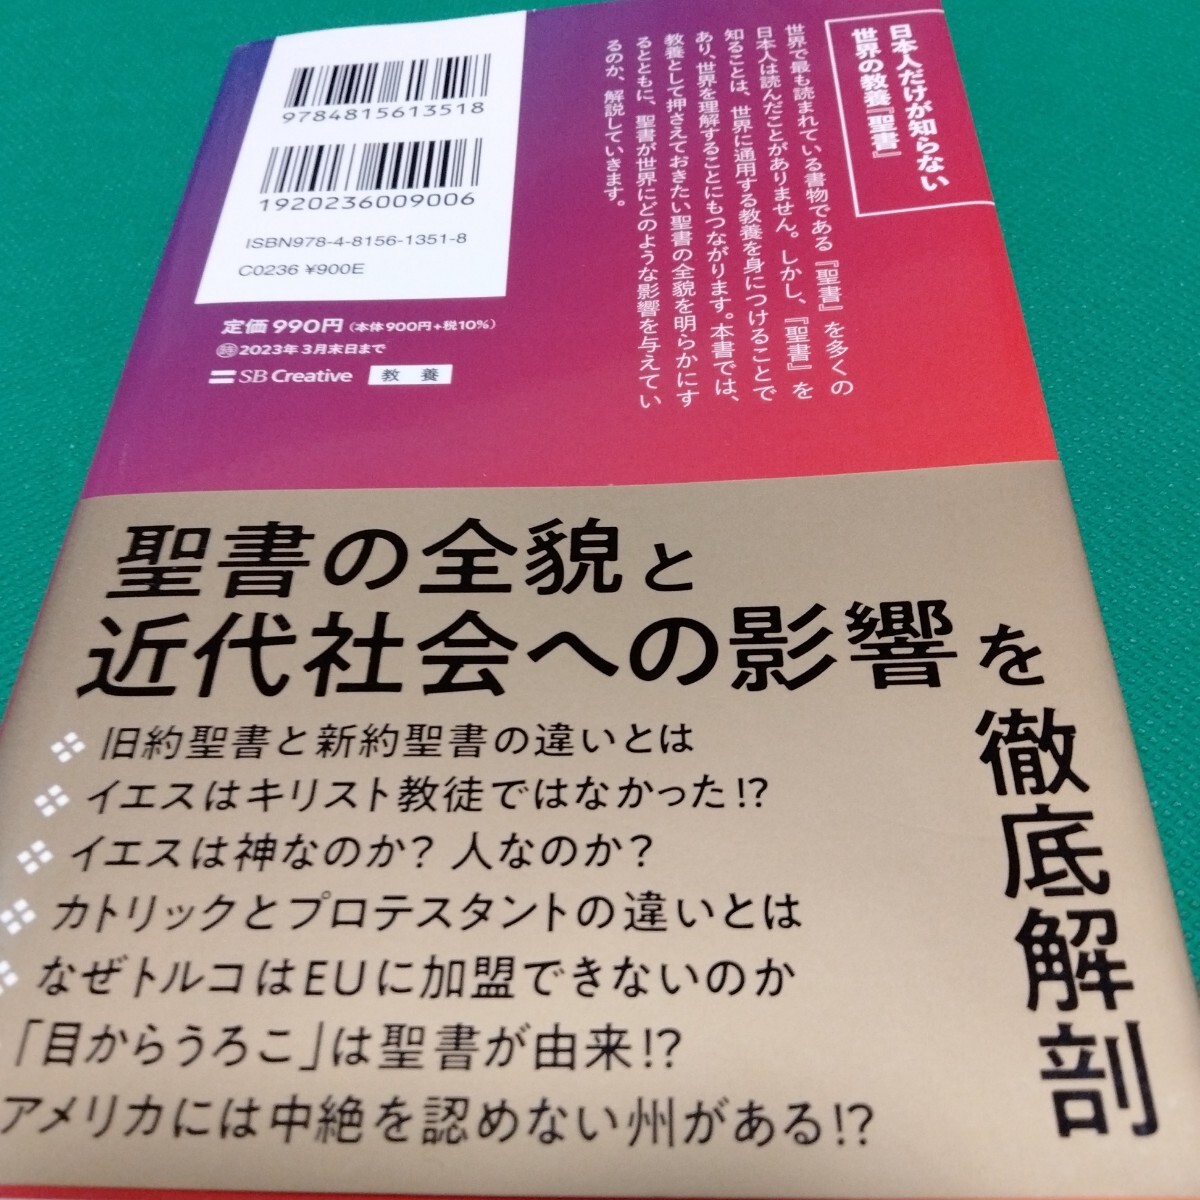 日本人だけが知らない
世界の教養『聖書』
世界で最も読まれている書物である『聖書』を多くの
日本人は読んだことがありません。しかし、『聖書』を
知ることは、世界に通用する教養を身につけることで
あり、世界を理解することにもつながります。本書では、
教養として押さえておきたい聖書の全貌を明らかにす
るとともに、聖書が世界にどのような影響を与えてい
るのか、解説していきます。
9784815613518
1920236009006
ISBN978-4-8156-1351-8
C0236 ¥900E
定価 990円（本体900円+税10%）
2023年3月末日まで
SB Creative
教養
聖書の全貌と
近代社会への影響を
徹底解剖
旧約聖書と新約聖書の違いとは
イエスはキリスト教徒ではなかった!?
イエスは神なのか? 人なのか?
カトリックとプロテスタントの違いとは
なぜトルコはEUに加盟できないのか
「目からうろこ」は聖書が由来!?
アメリカには中絶を認めない州がある!?